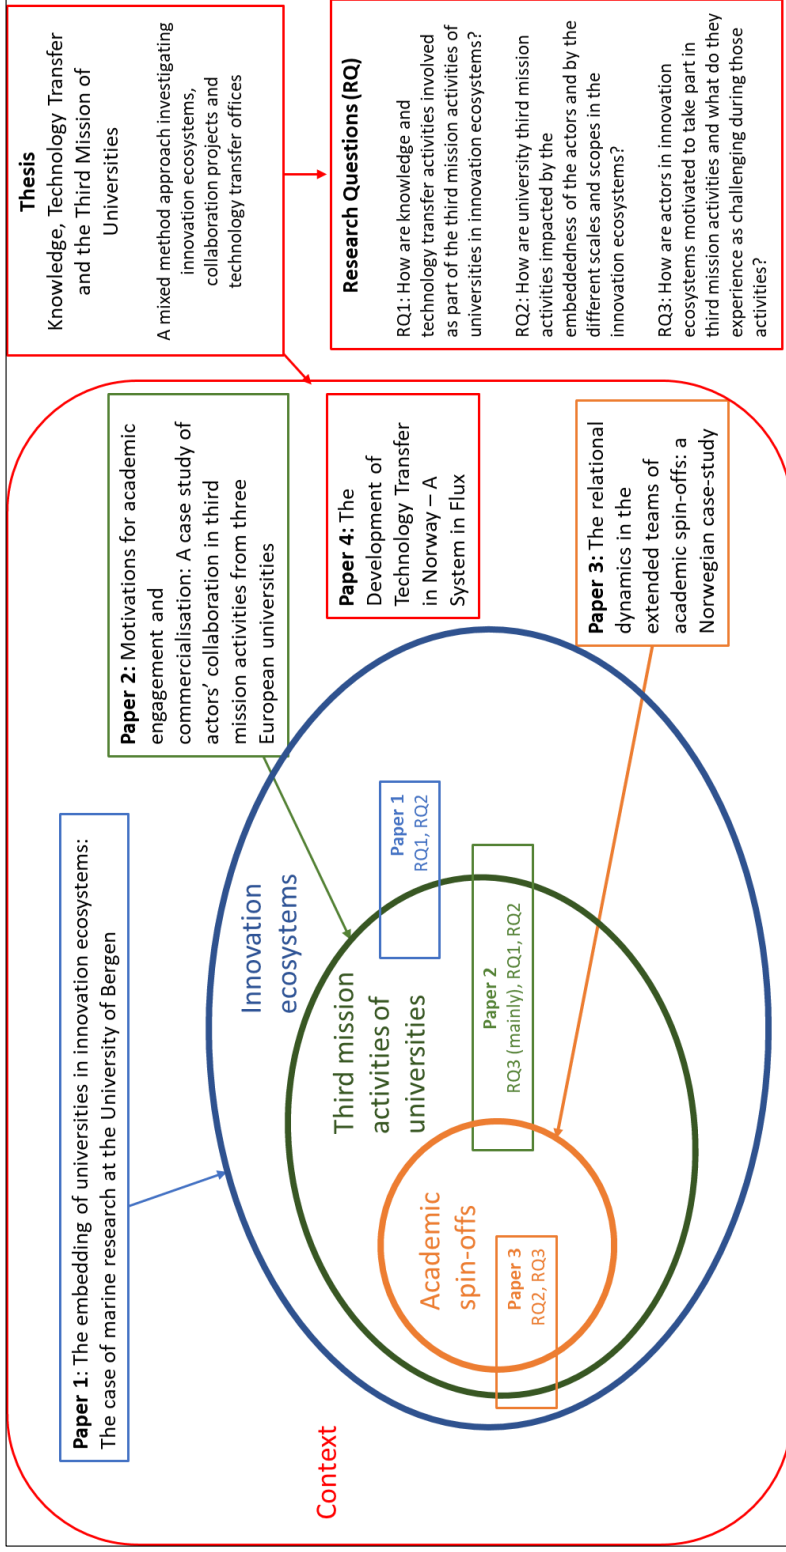 Paper 1: The embedding of universities in innovation ecosystems:
The case of marine research at the University of Bergen
Context
Innovation
ecosystems
Third mission
activities of
universities
Academic
spin-offs
Paper 1
RQ1, RQ2
Paper 2
RQ3 (mainly), RQ1, RQ2
Paper 3
RQ2, RQ3
Paper 2: Motivations for academic
engagement and
commercialisation: A case study of
actors’ collaboration in third
mission activities from three
European universities
Paper 4: The
Development of
Technology Transfer
in Norway – A
System in Flux
Paper 3: The relational
dynamics in the
extended teams of
academic spin-offs: a
Norwegian case-study
Thesis
Knowledge, Technology Transfer
and the Third Mission of
Universities
A mixed method approach investigating
innovation ecosystems,
collaboration projects and
technology transfer offices
Research Questions (RQ)
RQ1: How are knowledge and
technology transfer activities involved
as part of the third mission activities of
universities in innovation ecosystems?
RQ2: How are university third mission
activities impacted by the
embeddedness of the actors and by the
different scales and scopes in the
innovation ecosystems?
RQ3: How are actors in innovation
ecosystems motivated to take part in
third mission activities and what do they
experience as challenging during those
activities?